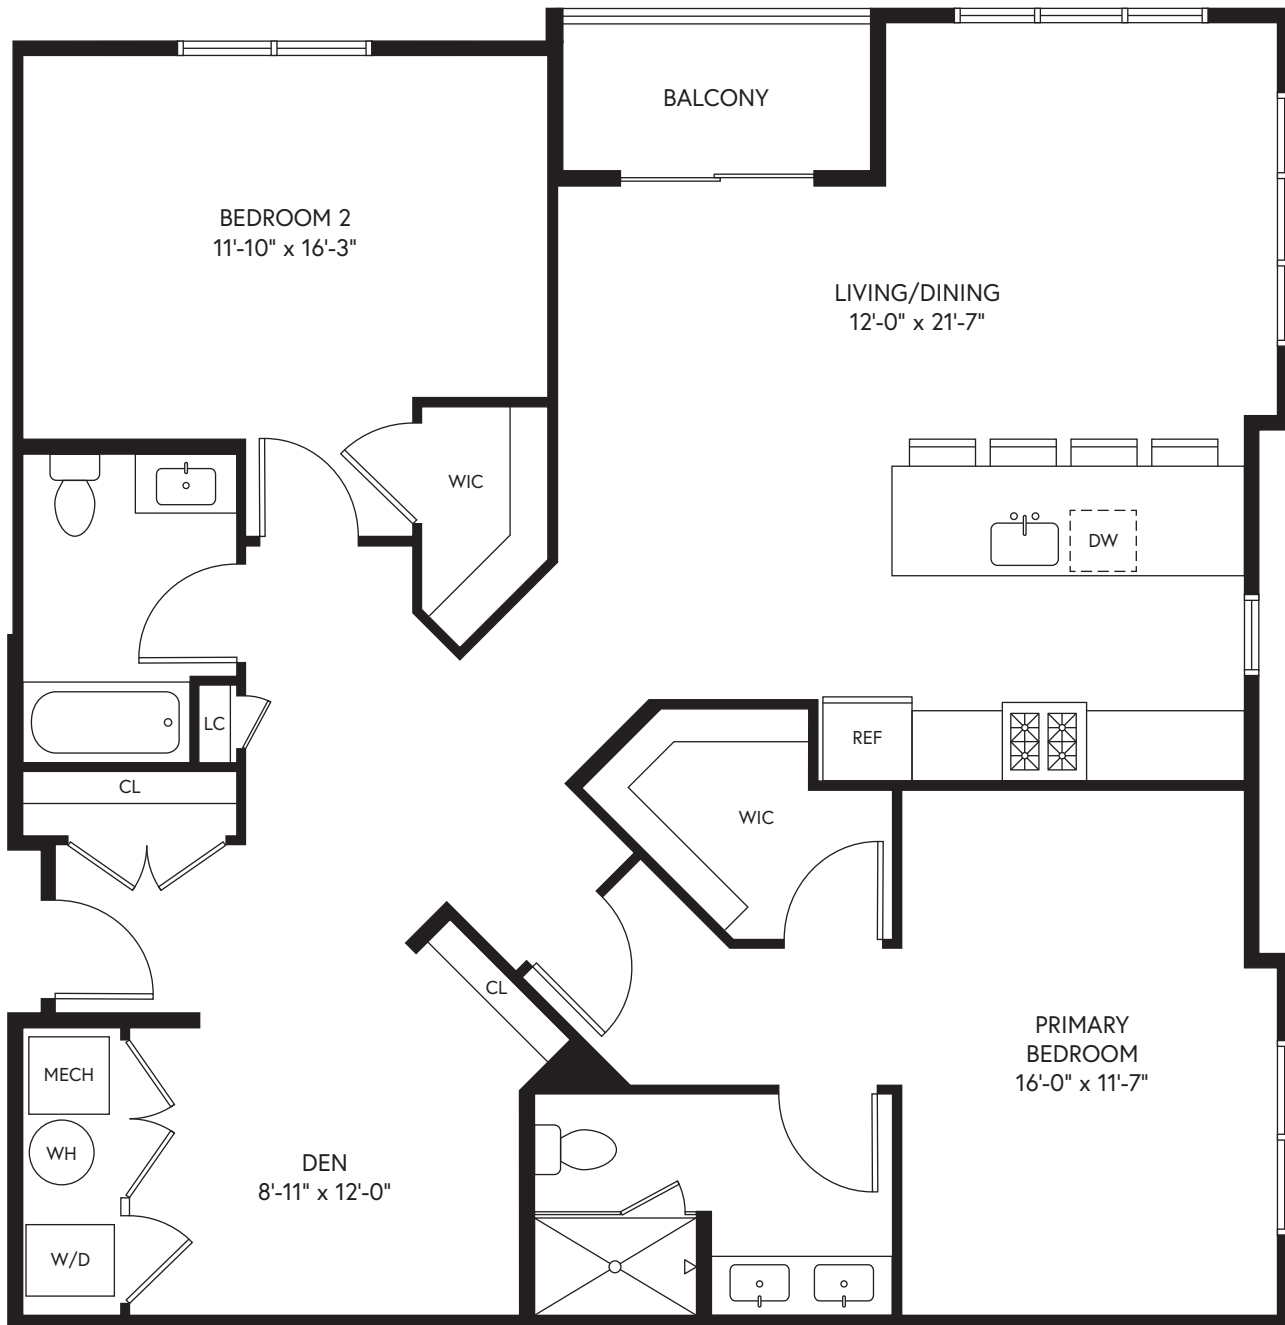 BALCONY
BEDROOM 2
11'-10" x 16'-3"
LIVING/DINING
12'-0" x 21'-7"
WIC
DW
LC
REF
CL
WIC
CL
PRIMARY
BEDROOM
16'-0" x 11'-7"
MECH
WH
DEN
8'-11" x 12'-0"
W/D